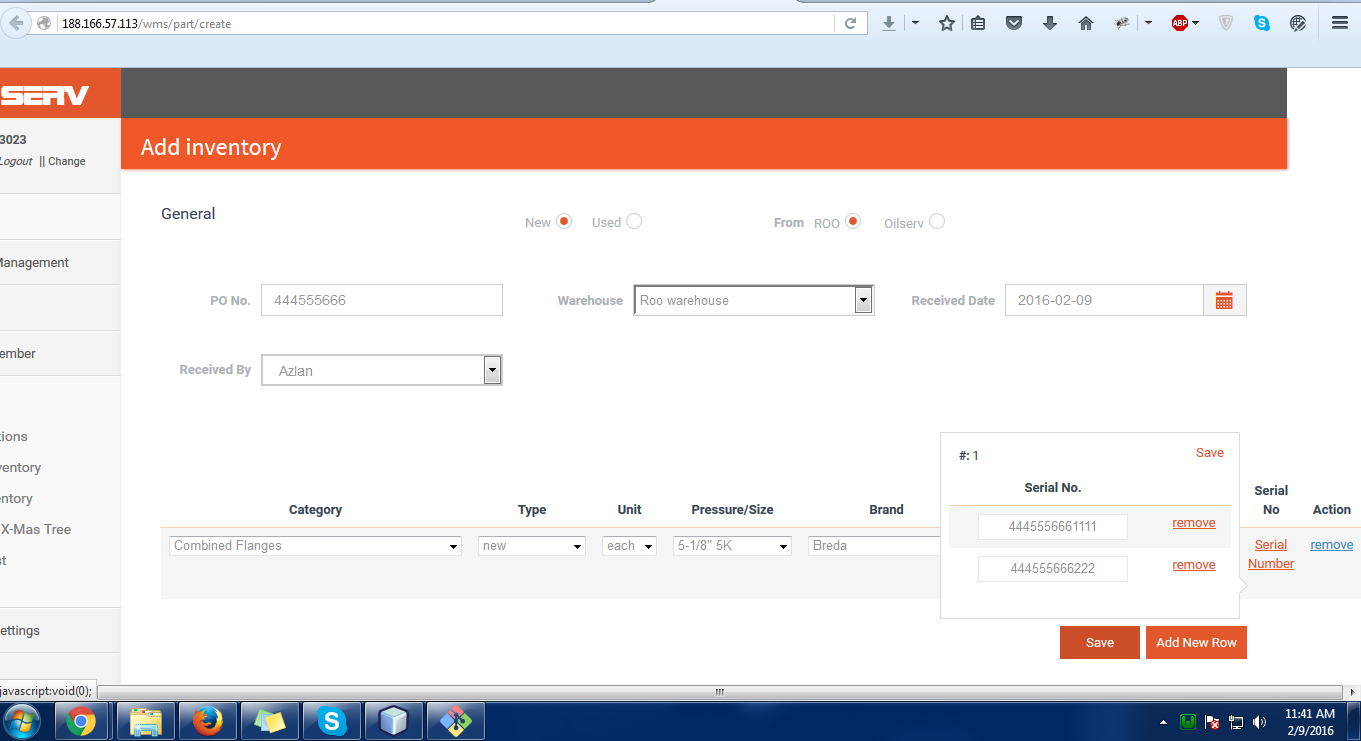 188.166.57.113/wms/part/create
ABP
SERV
3023
Logout || Change
Add inventory
General
New
Used
From
ROO
Oilserv
Management
PO No.
444555666
Warehouse
Roo warehouse
Received Date
2016-02-09
ember
Received By
Azlan
tions
ventory
entory
X-Mas Tree
st
ettings
#: 1
Save
Serial No.
4445556661111
remove
444555666222
remove
Category
Type
Unit
Pressure/Size
Brand
Serial No
Action
Combined Flanges
new
each
5-1/8" 5K
Breda
Serial Number
remove
Save
Add New Row
javascript:void(0);
11:41 AM
2/9/2016